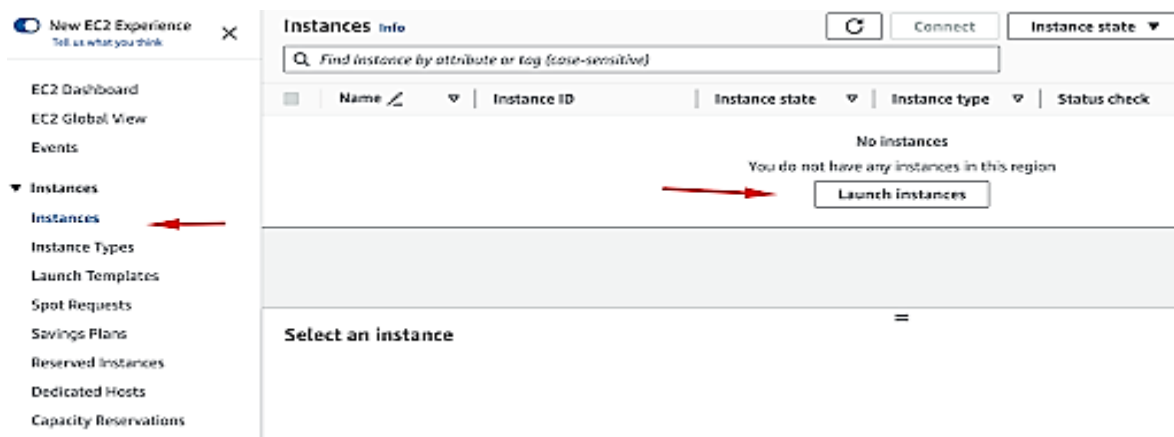 New EC2 Experience
Tell us what you think
EC2 Dashboard
EC2 Global View
Events
Instances
Instances
Instance Types
Launch Templates
Spot Requests
Savings Plans
Reserved Instances
Dedicated Hosts
Capacity Reservations
Instances Info
Connect
Instance state
Find Instance by attribute or tag (case-sensitive)
Name
Instance ID
Instance state
Instance type
Status check
No instances
You do not have any instances in this region
Launch instances
Select an instance